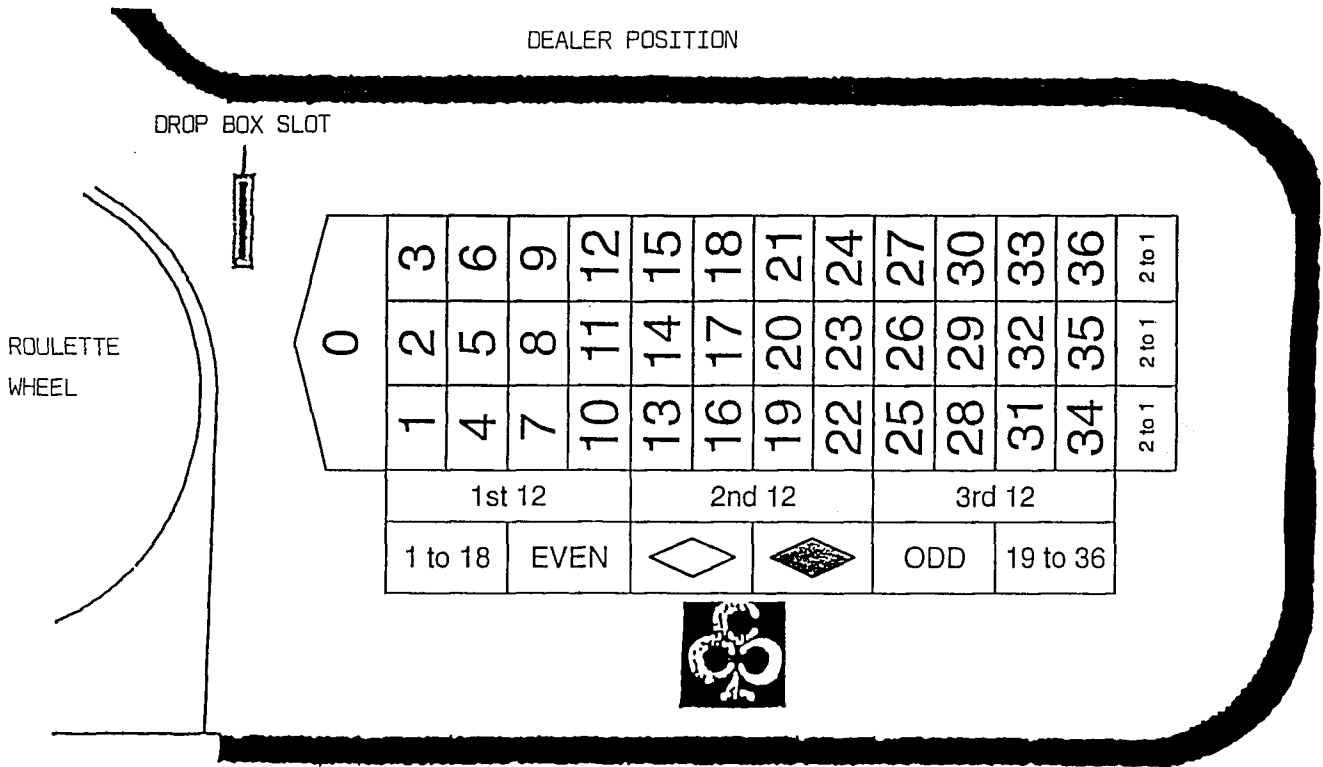 DEALER POSITION
DROP BOX SLOT
ROULETTE
WHEEL
3 6 9 12 15 18 21 24 27 30 33 36 2 to 1
0 2 5 8 11 14 17 20 23 26 29 32 35 2 to 1
1 4 7 10 13 16 19 22 25 28 31 34 2 to 1
1st 12 2nd 12 3rd 12
1 to 18 EVEN ODD 19 to 36